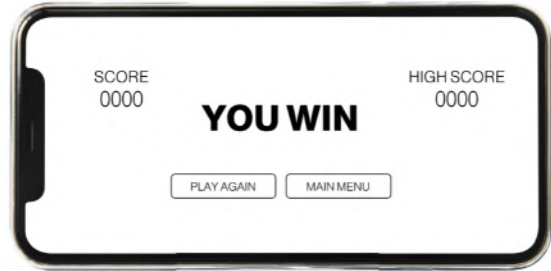 SCORE
0000
HIGH SCORE
0000
YOU WIN
PLAY AGAIN
MAIN MENU